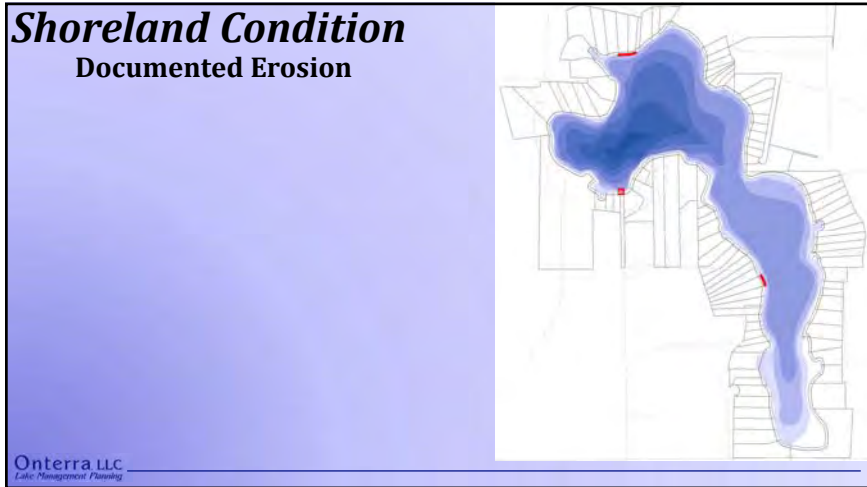 Shoreland Condition
Documented Erosion
Onterra LLC
Lake Management Planning